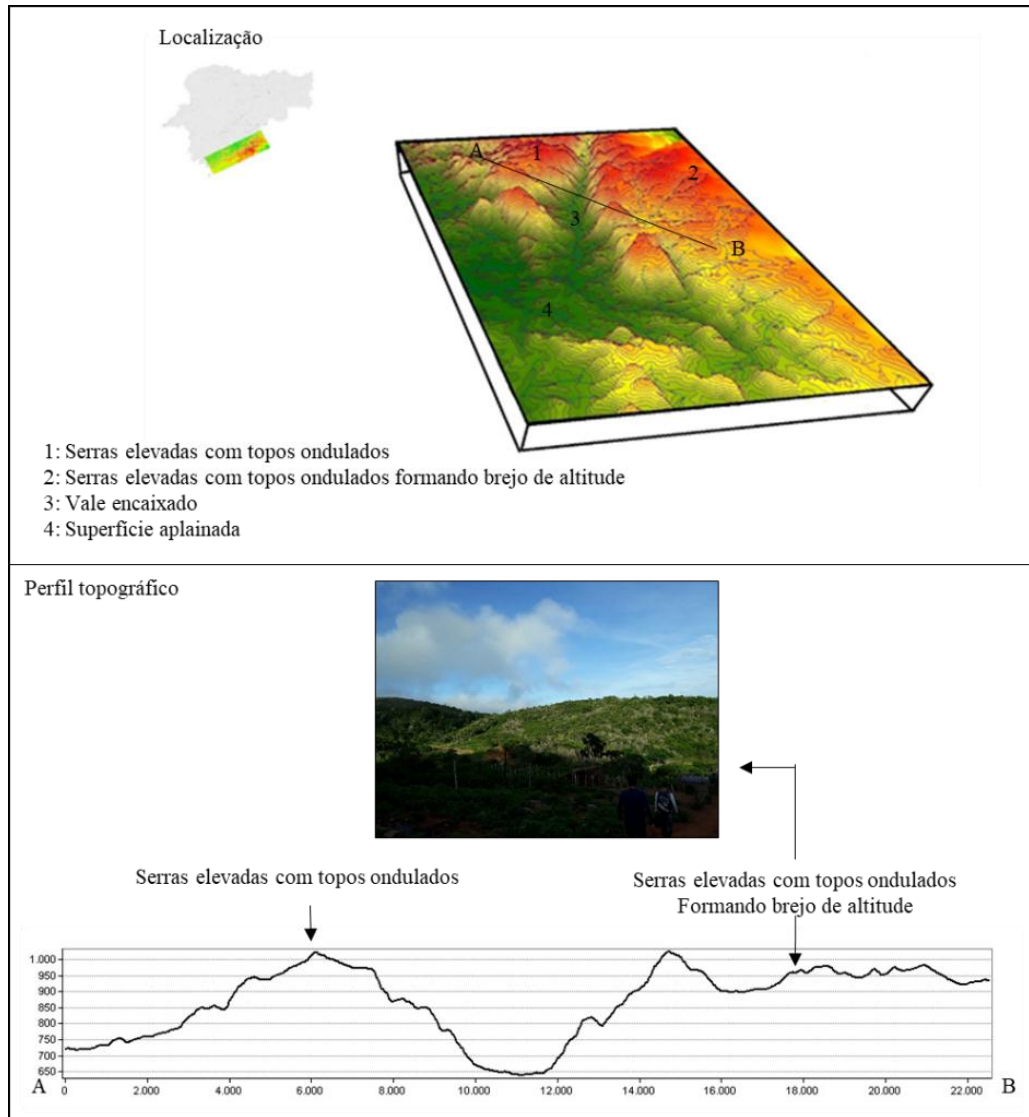 Localização
A
1
2
3
B
4
1: Serras elevadas com topos ondulados
2: Serras elevadas com topos ondulados formando brejo de altitude
3: Vale encaixado
4: Superfície aplainada
Perfil topográfico
Serras elevadas com topos ondulados
Serras elevadas com topos ondulados
Formando brejo de altitude
1.000
950
900
850
800
750
700
650
A
B
0
2.000
4.000
6.000
8.000
10.000
12.000
14.000
16.000
18.000
20.000
22.000